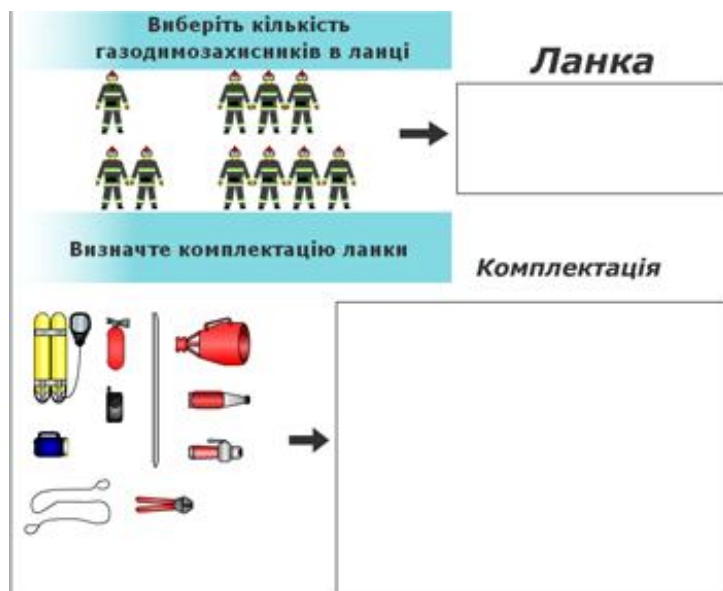 Виберіть кількість
газодимозахисників в ланці
Ланка
Визначте комплектацію ланки
Комплектація